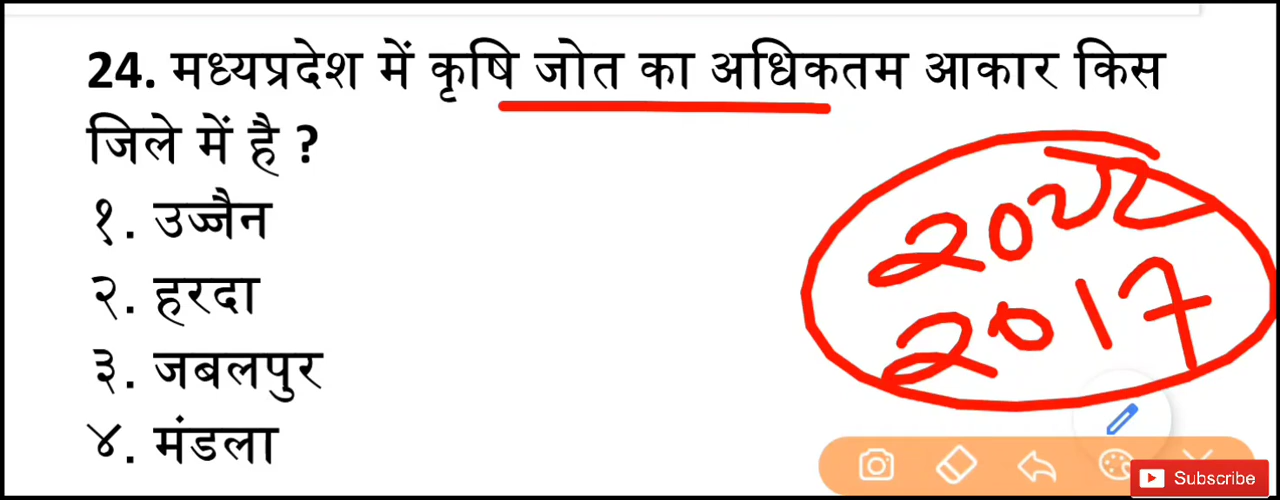 24. मध्यप्रदेश में कृषि जोत का अधिकतम आकार किस
जिले में है ?
१. उज्जैन
२. हरदा
३. जबलपुर
४. मंडला
2017
Subscribe